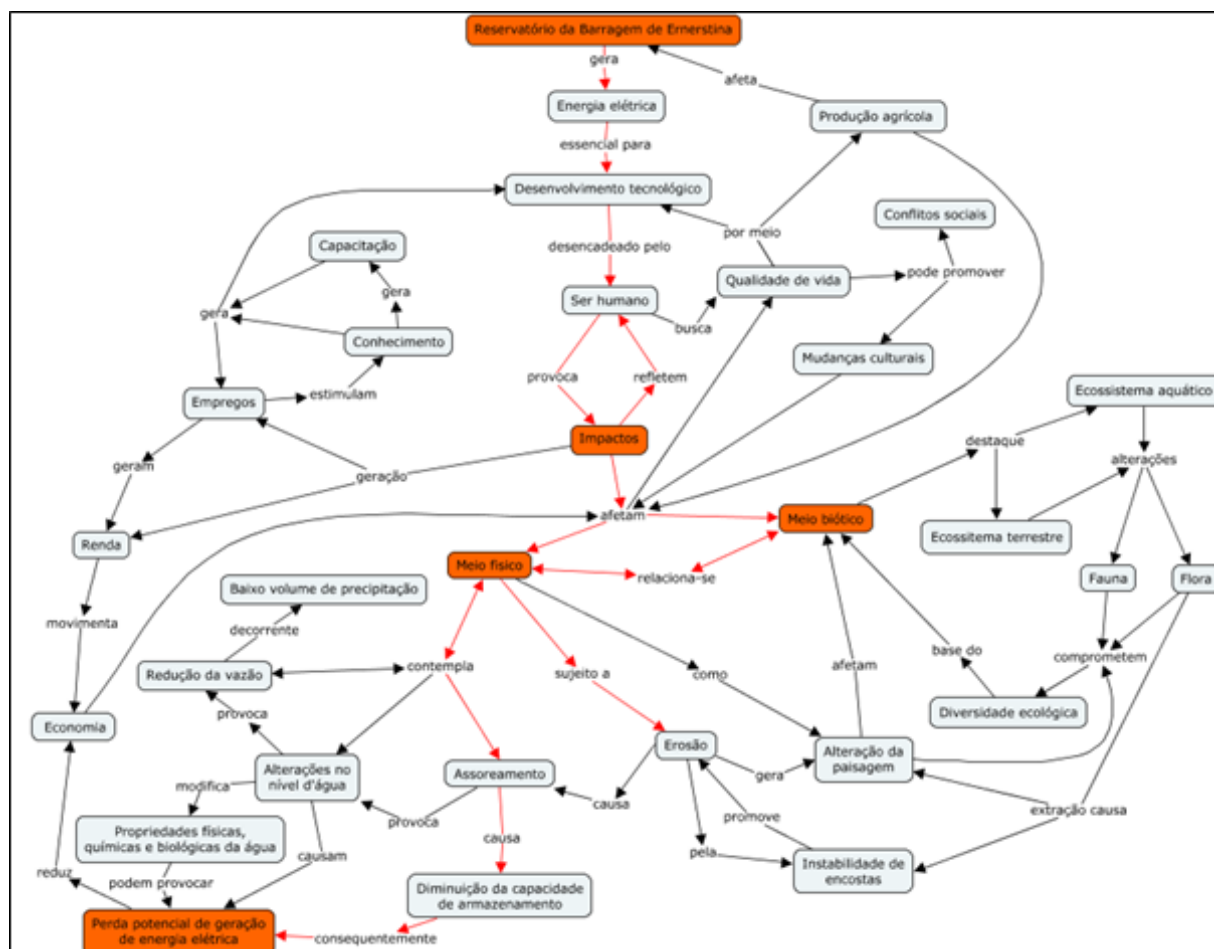 Reservatório da Barragem de Ernerstina
gera
afeta
Energia elétrica
Produção agrícola
essencial para
Desenvolvimento tecnológico
Conflitos sociais
Capacitação
desencadeado pelo
por meio
pode promover
Qualidade de vida
gera
gera
Ser humano
busca
Conhecimento
Mudanças culturais
provoca
refletem
estimulam
Empregos
Ecossistema aquático
Impactos
destaque
geram
geração
alterações
afetam
Meio biótico
Renda
Ecossitema terrestre
Meio físico
relaciona-se
Fauna
Flora
Baixo volume de precipitação
movimenta
decorrente
contempla
sujeito a
como
afetam
base do
comprometem
Redução da vazão
provoca
Economia
Diversidade ecológica
Erosão
Alteração da
paisagem
Alterações no
nível d'água
Assoreamento
gera
modifica
causa
extração causa
provoca
promove
Propriedades físicas,
químicas e biológicas da água
causam
causa
pela
reduz
podem provocar
Instabilidade de
encostas
Diminuição da capacidade
de armazenamento
Perda potencial de geração
de energia elétrica
consequentemente